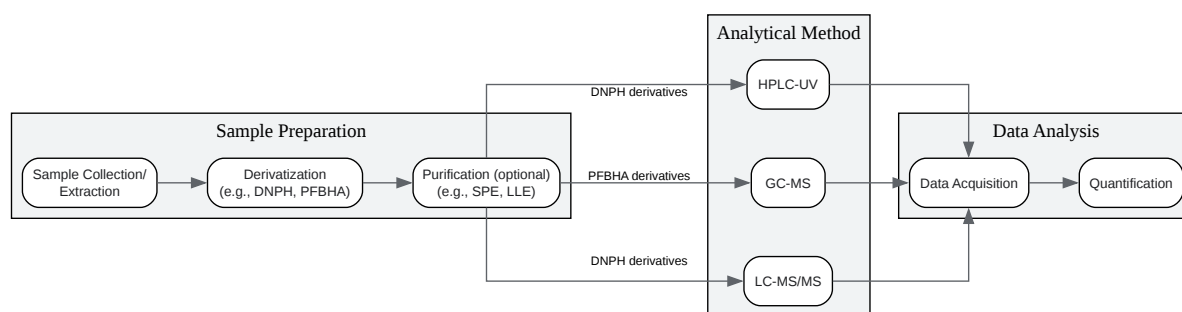 Analytical Method
DNPH derivatives
HPLC-UV
Sample Preparation
Data Analysis
Sample Collection/
Extraction
Derivatization
(e.g., DNPH, PFBHA)
Purification (optional)
(e.g., SPE, LLE)
PFBHA derivatives
GC-MS
Data Acquisition
Quantification
DNPH derivatives
LC-MS/MS